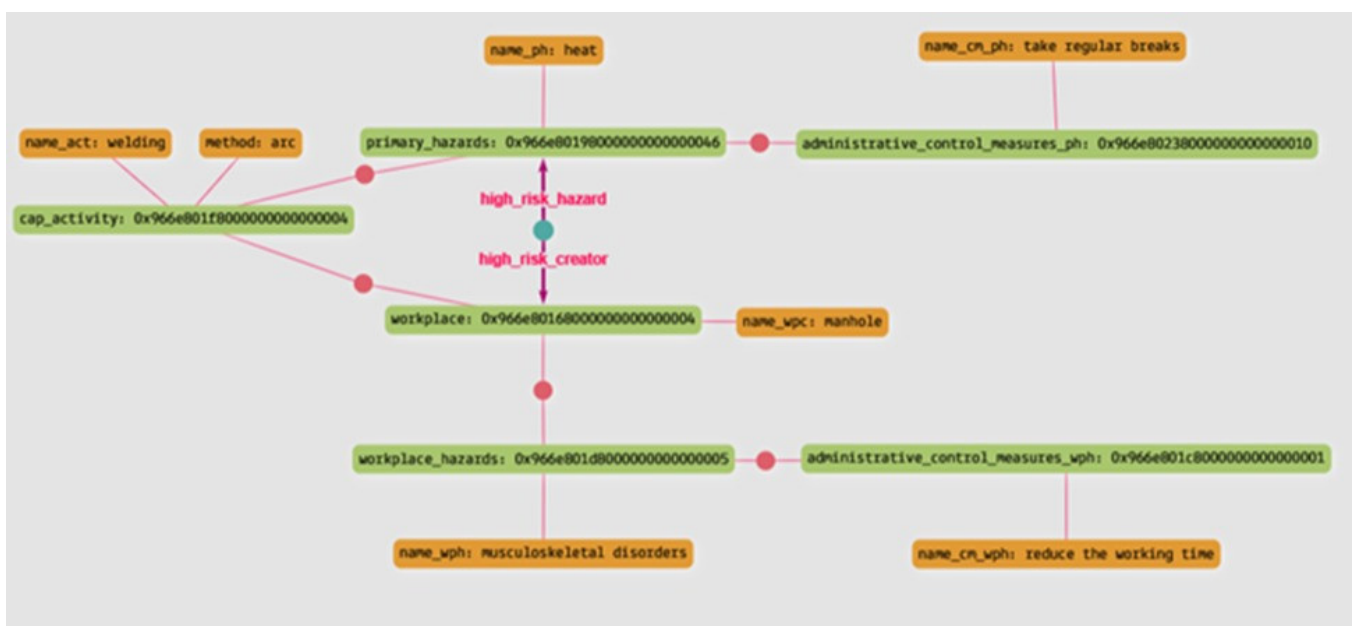 name_ph: heat
name_cm_ph: take regular breaks
name_act: welding
method: arc
primary_hazards: 0x966e80198000000000000046
administrative_control_measures_ph: 0x966e80238000000000000010
high_risk_hazard
cap_activity: 0x966e801f8000000000000004
high_risk_creator
workplace: 0x966e80168000000000000004
name_wpc: manhole
workplace_hazards: 0x966e801d8000000000000005
administrative_control_measures_wph: 0x966e801c8000000000000001
name_wph: musculoskeletal disorders
name_cm_wph: reduce the working time